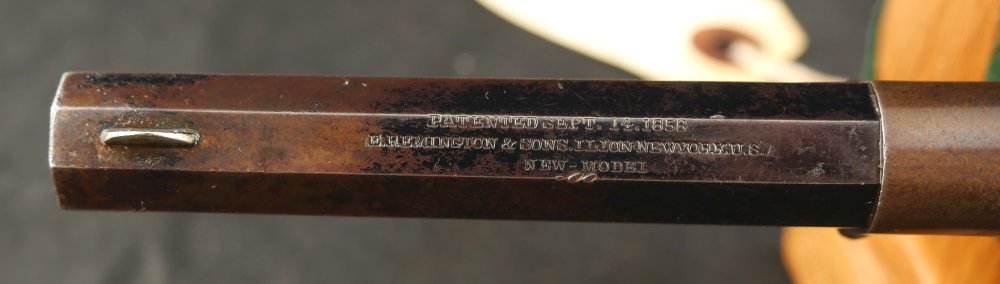 PATENTED SEPT. 14. 1858
E. REMINGTON & SONS. ILION NEW YORK U.S.
NEW-MODEL